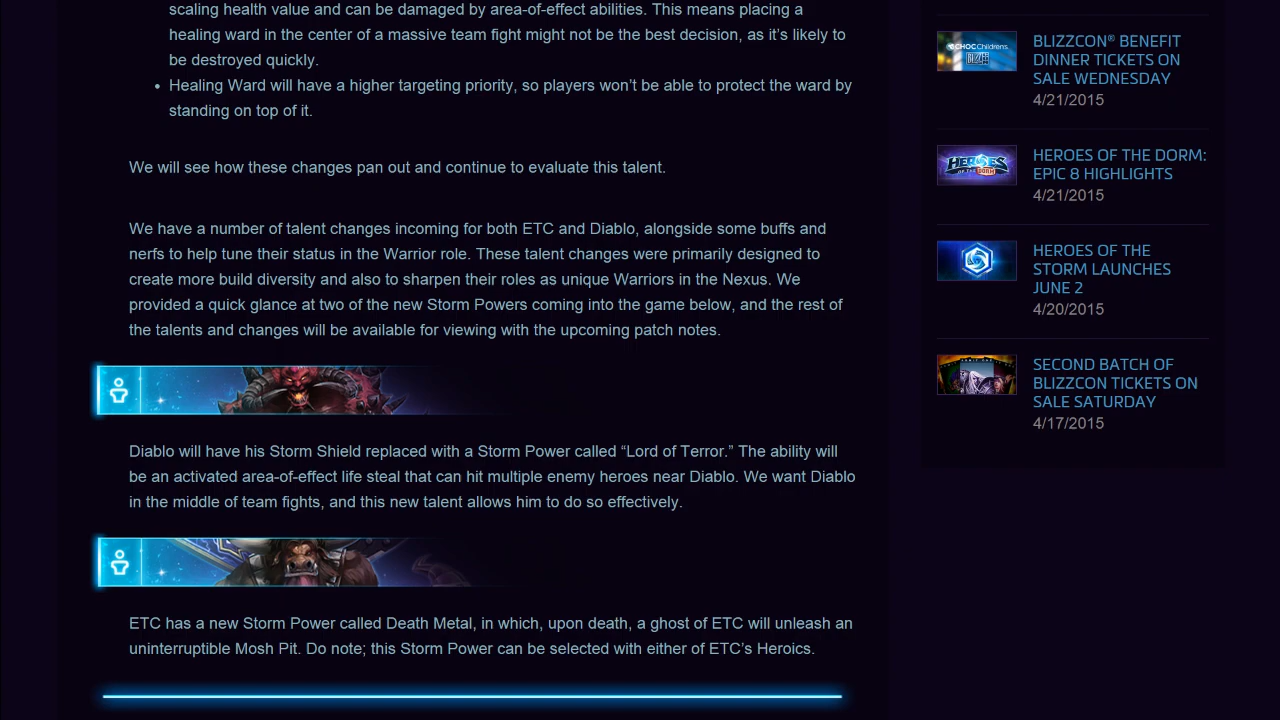 scaling health value and can be damaged by area-of-effect abilities. This means placing a
healing ward in the center of a massive team fight might not be the best decision, as it’s likely to
be destroyed quickly.
• Healing Ward will have a higher targeting priority, so players won’t be able to protect the ward by
standing on top of it.
We will see how these changes pan out and continue to evaluate this talent.
We have a number of talent changes incoming for both ETC and Diablo, alongside some buffs and
nerfs to help tune their status in the Warrior role. These talent changes were primarily designed to
create more build diversity and also to sharpen their roles as unique Warriors in the Nexus. We
provided a quick glance at two of the new Storm Powers coming into the game below, and the rest of
the talents and changes will be available for viewing with the upcoming patch notes.
Diablo will have his Storm Shield replaced with a Storm Power called “Lord of Terror.” The ability will
be an activated area-of-effect life steal that can hit multiple enemy heroes near Diablo. We want Diablo
in the middle of team fights, and this new talent allows him to do so effectively.
ETC has a new Storm Power called Death Metal, in which, upon death, a ghost of ETC will unleash an
uninterruptible Mosh Pit. Do note; this Storm Power can be selected with either of ETC’s Heroics.
CHOC Childrens
BLIZZCON® BENEFIT
DINNER TICKETS ON
SALE WEDNESDAY
4/21/2015
HEROES
OF THE DORM
HEROES OF THE DORM:
EPIC 8 HIGHLIGHTS
4/21/2015
HEROES OF THE
STORM LAUNCHES
JUNE 2
4/20/2015
SECOND BATCH OF
BLIZZCON TICKETS ON
SALE SATURDAY
4/17/2015